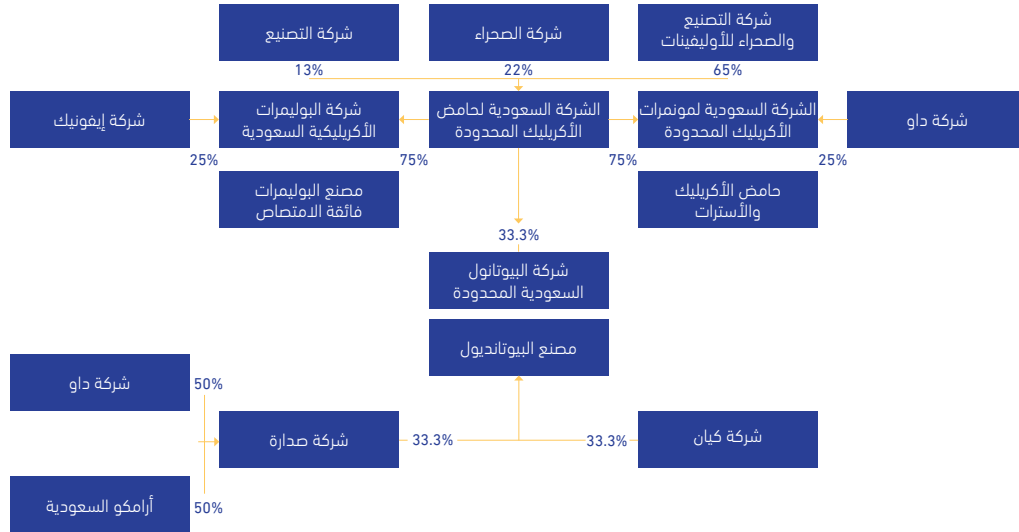 شركة التصنيع
والصحراء للأوليفينات
شركة الصحراء
شركة التصنيع
65%
22%
13%
شركة داو
الشركة السعودية لمونمرات
الأكريليك المحدودة
الشركة السعودية لحامض
الأكريليك المحدودة
شركة البوليمرات
الأكريليكية السعودية
شركة إيفونيك
25%
75%
75%
25%
حامض الأكريليك
والأسترات
مصنع البوليمرات
فائقة الامتصاص
33.3%
شركة البيوتانول
السعودية المحدودة
مصنع البيوتانديول
شركة داو
50%
شركة كيان
33.3%
33.3%
شركة صدارة
أرامكو السعودية
50%